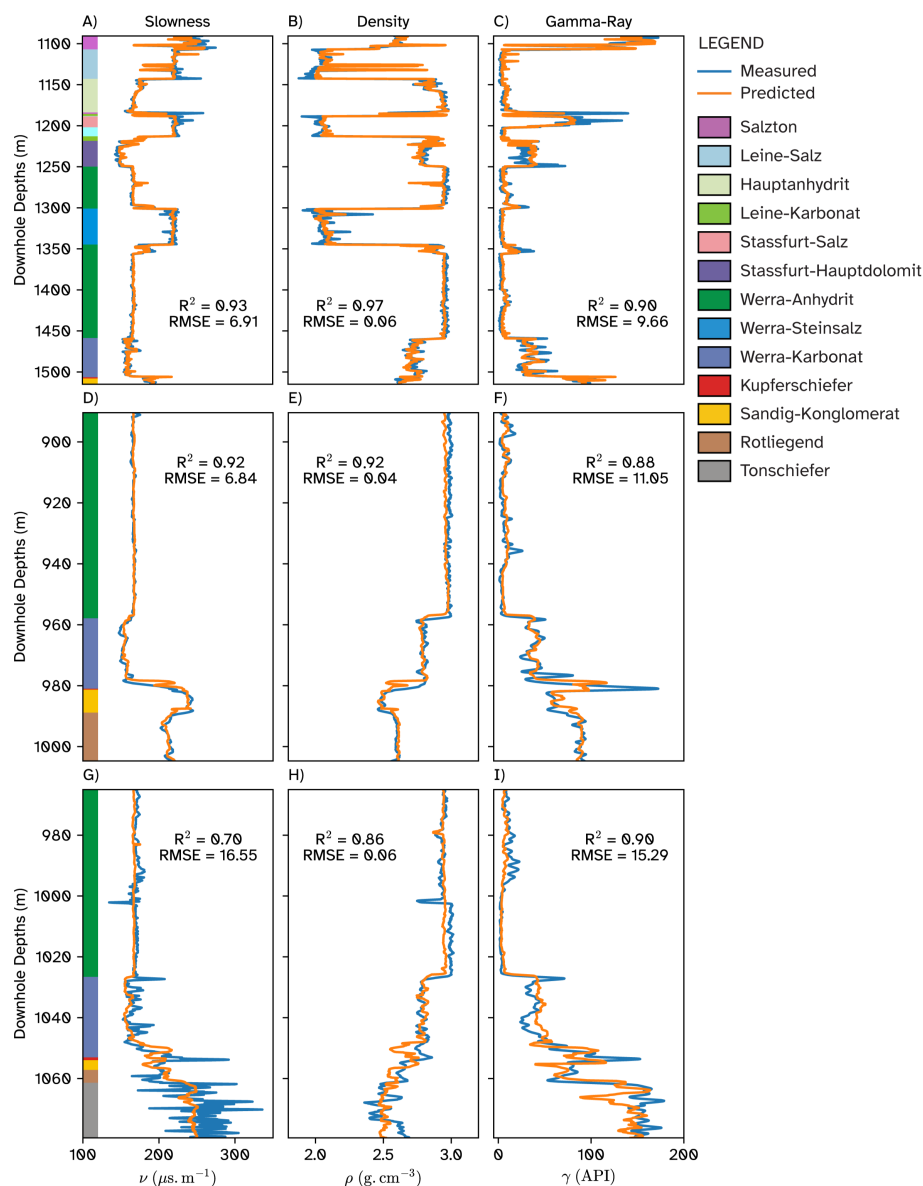 A) Slowness B) Density C) Gamma-Ray
1100
1150
1200
1250
1300
1350
1400
1450
1500
Downhole Depths (m)
R² = 0.93
RMSE = 6.91
R² = 0.97
RMSE = 0.06
R² = 0.90
RMSE = 9.66
LEGEND
Measured
Predicted
Salzton
Leine-Salz
Hauptanhydrit
Leine-Karbonat
Stassfurt-Salz
Stassfurt-Hauptdolomit
Werra-Anhydrit
Werra-Steinsalz
Werra-Karbonat
Kupferschiefer
Sandig-Konglomerat
Rotliegend
Tonschiefer
D) E) F)
900
920
940
960
980
1000
Downhole Depths (m)
R² = 0.92
RMSE = 6.84
R² = 0.92
RMSE = 0.04
R² = 0.88
RMSE = 11.05
G) H) I)
980
1000
1020
1040
1060
Downhole Depths (m)
R² = 0.70
RMSE = 16.55
R² = 0.86
RMSE = 0.06
R² = 0.90
RMSE = 15.29
100 200 300 2.0 2.5 3.0 0 100 200
ν (μs.m⁻¹) ρ (g.cm⁻³) γ (API)